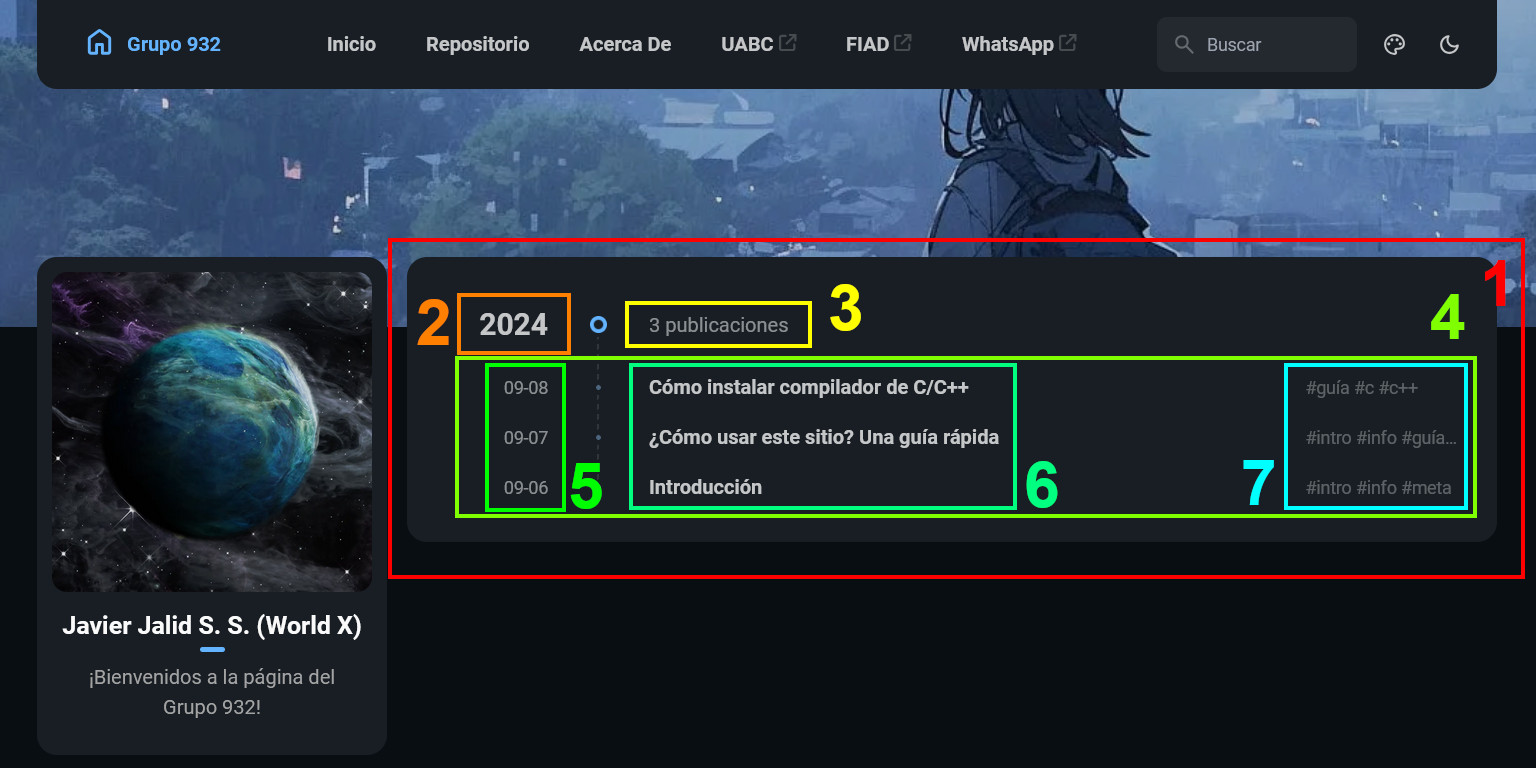 Grupo 932 Inicio Repositorio Acerca De UABC FIAD WhatsApp Buscar
1
2 2024 3 publicaciones 3 4
09-08 Cómo instalar compilador de C/C++ #guía #c #c++
09-07 ¿Cómo usar este sitio? Una guía rápida #intro #info #guía...
09-06 5 Introducción 6 7 #intro #info #meta
Javier Jalid S. S. (World X)
¡Bienvenidos a la página del
Grupo 932!